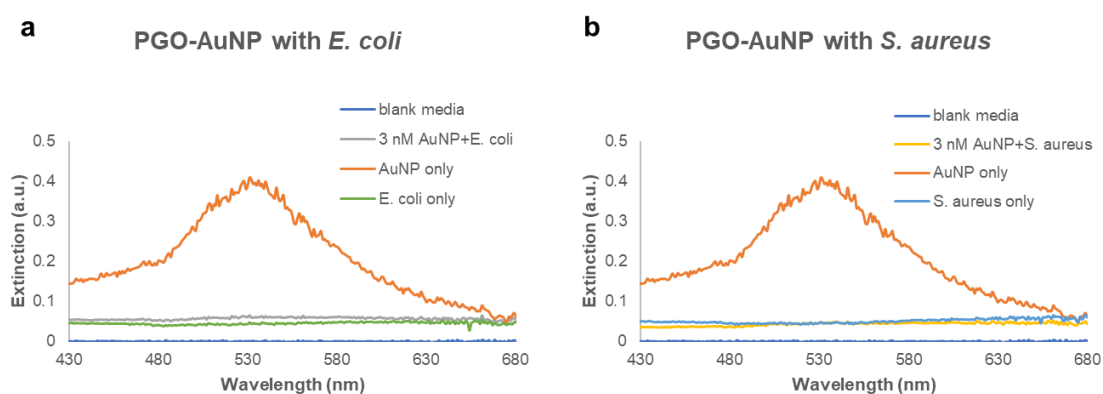 a
PGO-AuNP with E. coli
blank media
3 nM AuNP+E. coli
AuNP only
E. coli only
0.5
0.4
0.3
0.2
0.1
0
Extinction (a.u.)
430 480 530 580 630 680
Wavelength (nm)
b
PGO-AuNP with S. aureus
blank media
3 nM AuNP+S. aureus
AuNP only
S. aureus only
0.5
0.4
0.3
0.2
0.1
0
Extinction (a.u.)
430 480 530 580 630 680
Wavelength (nm)